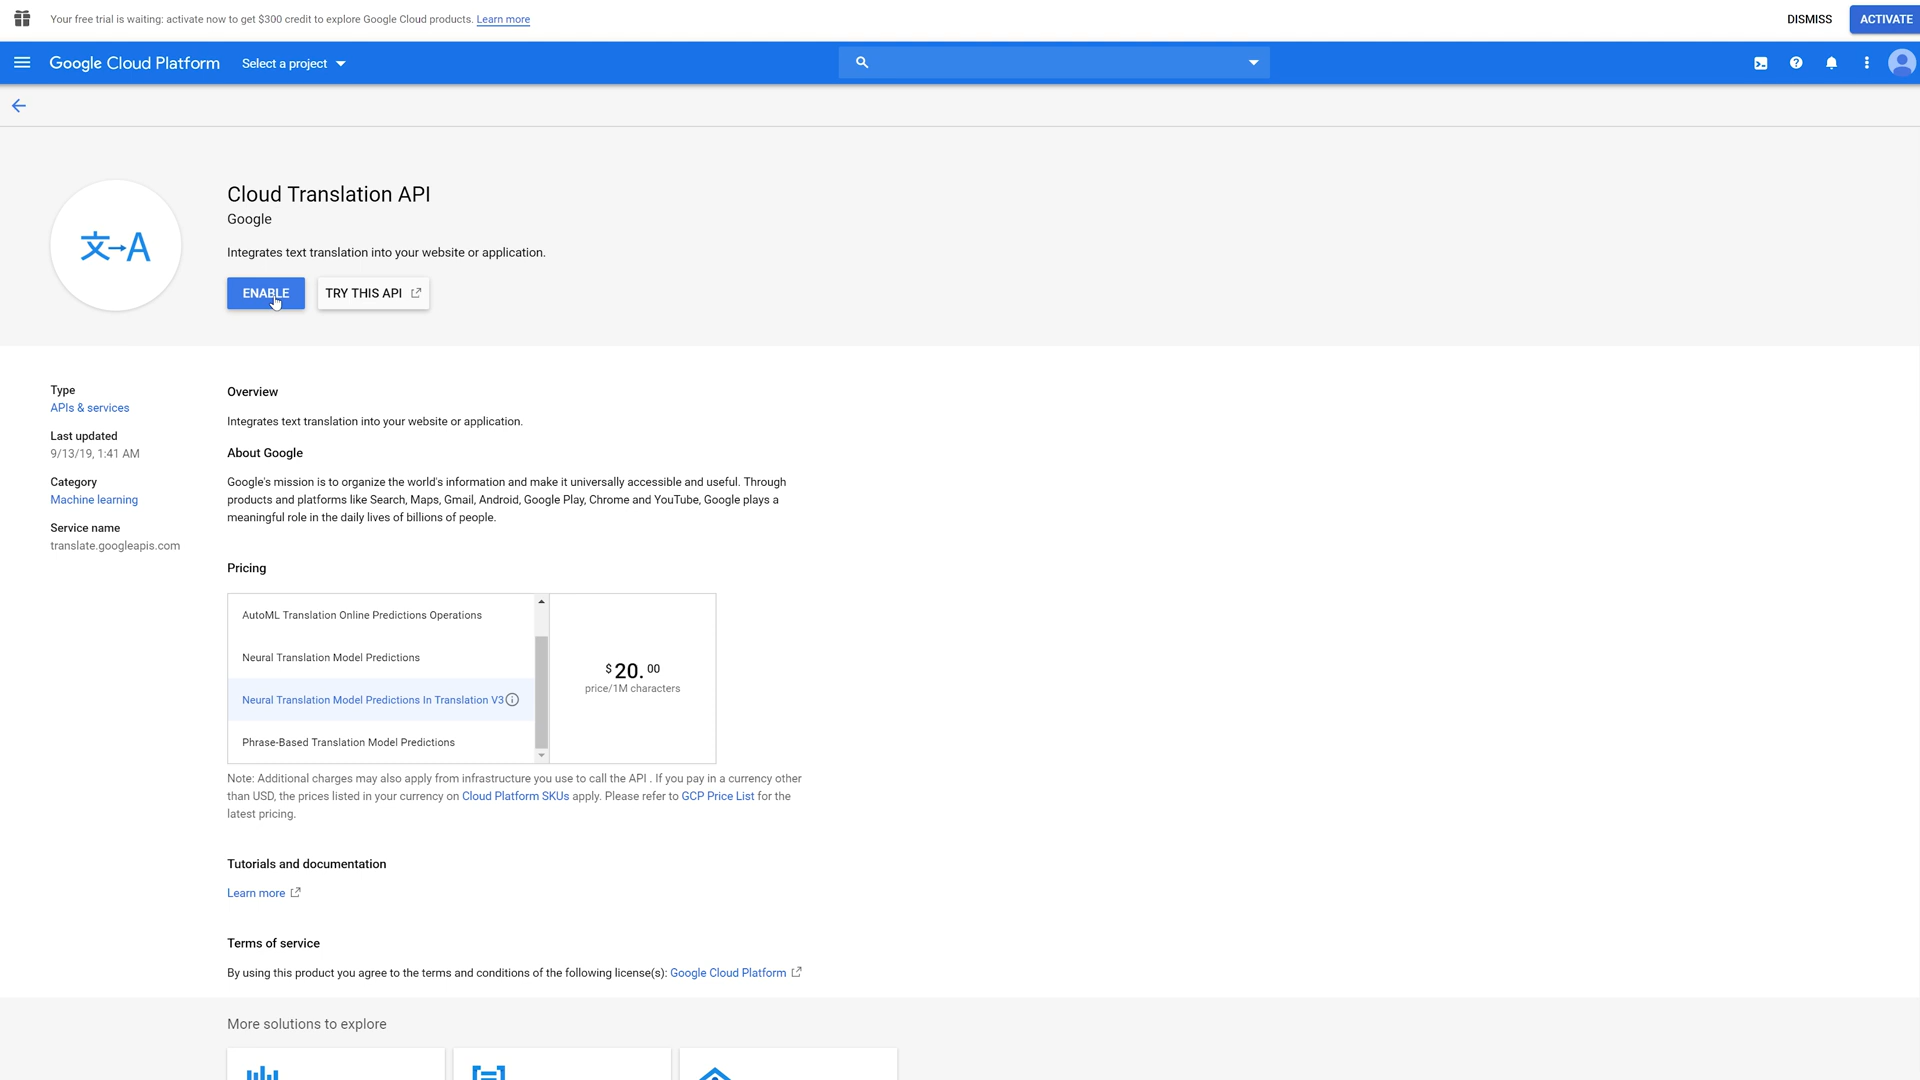 Your free trial is waiting: activate now to get $300 credit to explore Google Cloud products. Learn more
DISMISS
ACTIVATE
Google Cloud Platform
Select a project
文→A
Cloud Translation API
Google
Integrates text translation into your website or application.
ENABLE
TRY THIS API
Type
APIs & services
Last updated
9/13/19, 1:41 AM
Category
Machine learning
Service name
translate.googleapis.com
Overview
Integrates text translation into your website or application.
About Google
Google's mission is to organize the world's information and make it universally accessible and useful. Through
products and platforms like Search, Maps, Gmail, Android, Google Play, Chrome and YouTube, Google plays a
meaningful role in the daily lives of billions of people.
Pricing
AutoML Translation Online Predictions Operations
Neural Translation Model Predictions
Neural Translation Model Predictions In Translation V3
Phrase-Based Translation Model Predictions
$20.00
price/1M characters
Note: Additional charges may also apply from infrastructure you use to call the API . If you pay in a currency other
than USD, the prices listed in your currency on Cloud Platform SKUs apply. Please refer to GCP Price List for the
latest pricing.
Tutorials and documentation
Learn more
Terms of service
By using this product you agree to the terms and conditions of the following license(s): Google Cloud Platform
More solutions to explore